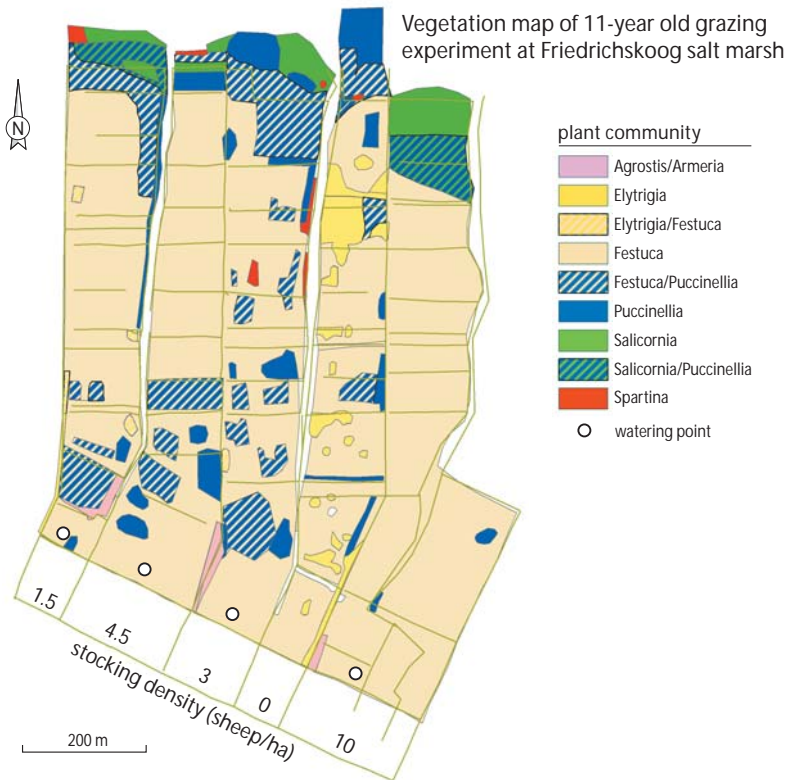 Vegetation map of 11-year old grazing
experiment at Friedrichskoog salt marsh
N
plant community
Agrostis/Armeria
Elytrigia
Elytrigia/Festuca
Festuca
Festuca/Puccinellia
Puccinellia
Salicornia
Salicornia/Puccinellia
Spartina
watering point
1.5
4.5
3
0
10
stocking density (sheep/ha)
200 m